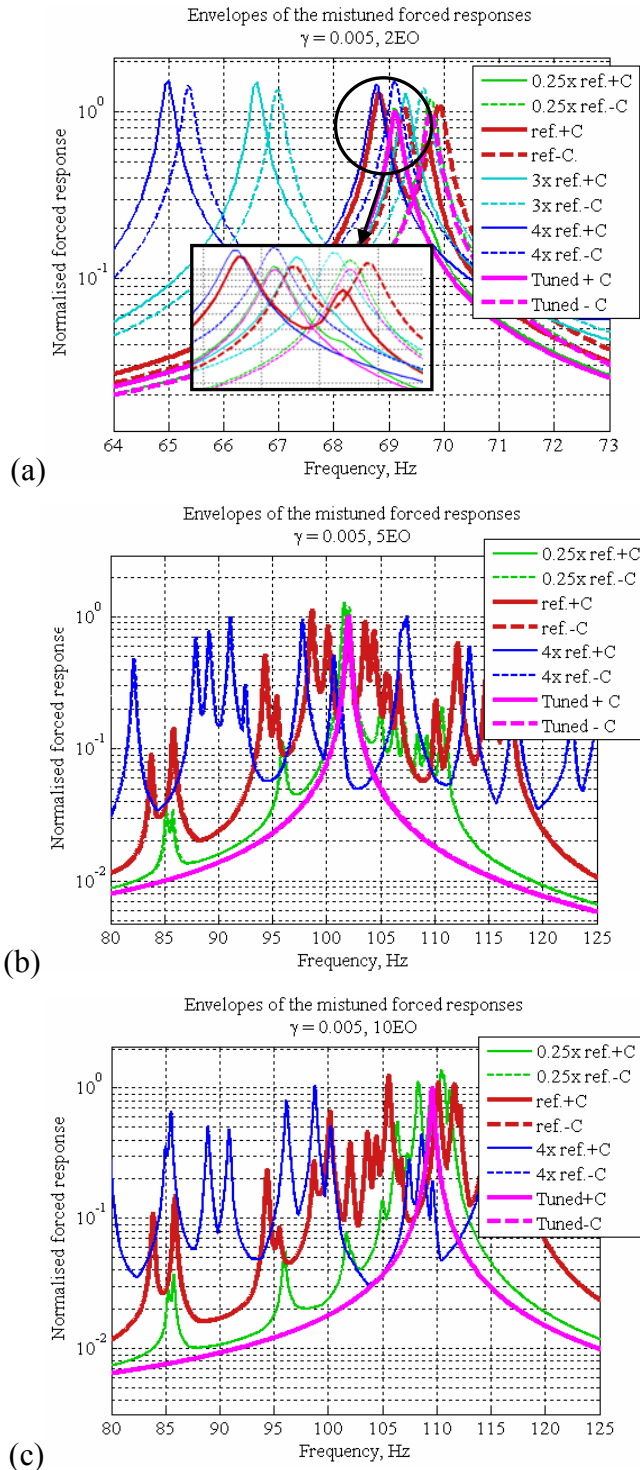 Envelopes of the mistuned forced responses
γ = 0.005, 2EO
Normalised forced response
10^0
10^-1
0.25x ref.+C
0.25x ref.-C
ref.+C
ref-C.
3x ref.+C
3x ref.-C
4x ref.+C
4x ref.-C
Tuned + C
Tuned - C
64 65 66 67 68 69 70 71 72 73
Frequency, Hz
(a)
Envelopes of the mistuned forced responses
γ = 0.005, 5EO
Normalised forced response
10^0
10^-1
10^-2
0.25x ref.+C
0.25x ref.-C
ref.+C
ref.-C
4x ref.+C
4x ref.-C
Tuned + C
Tuned - C
80 85 90 95 100 105 110 115 120 125
Frequency, Hz
(b)
Envelopes of the mistuned forced responses
γ = 0.005, 10EO
Normalised forced response
10^0
10^-1
10^-2
0.25x ref.+C
0.25x ref.-C
ref.+C
ref.-C
4x ref.+C
4x ref.-C
Tuned+C
Tuned-C
80 85 90 95 100 105 110 115 120 125
Frequency, Hz
(c)